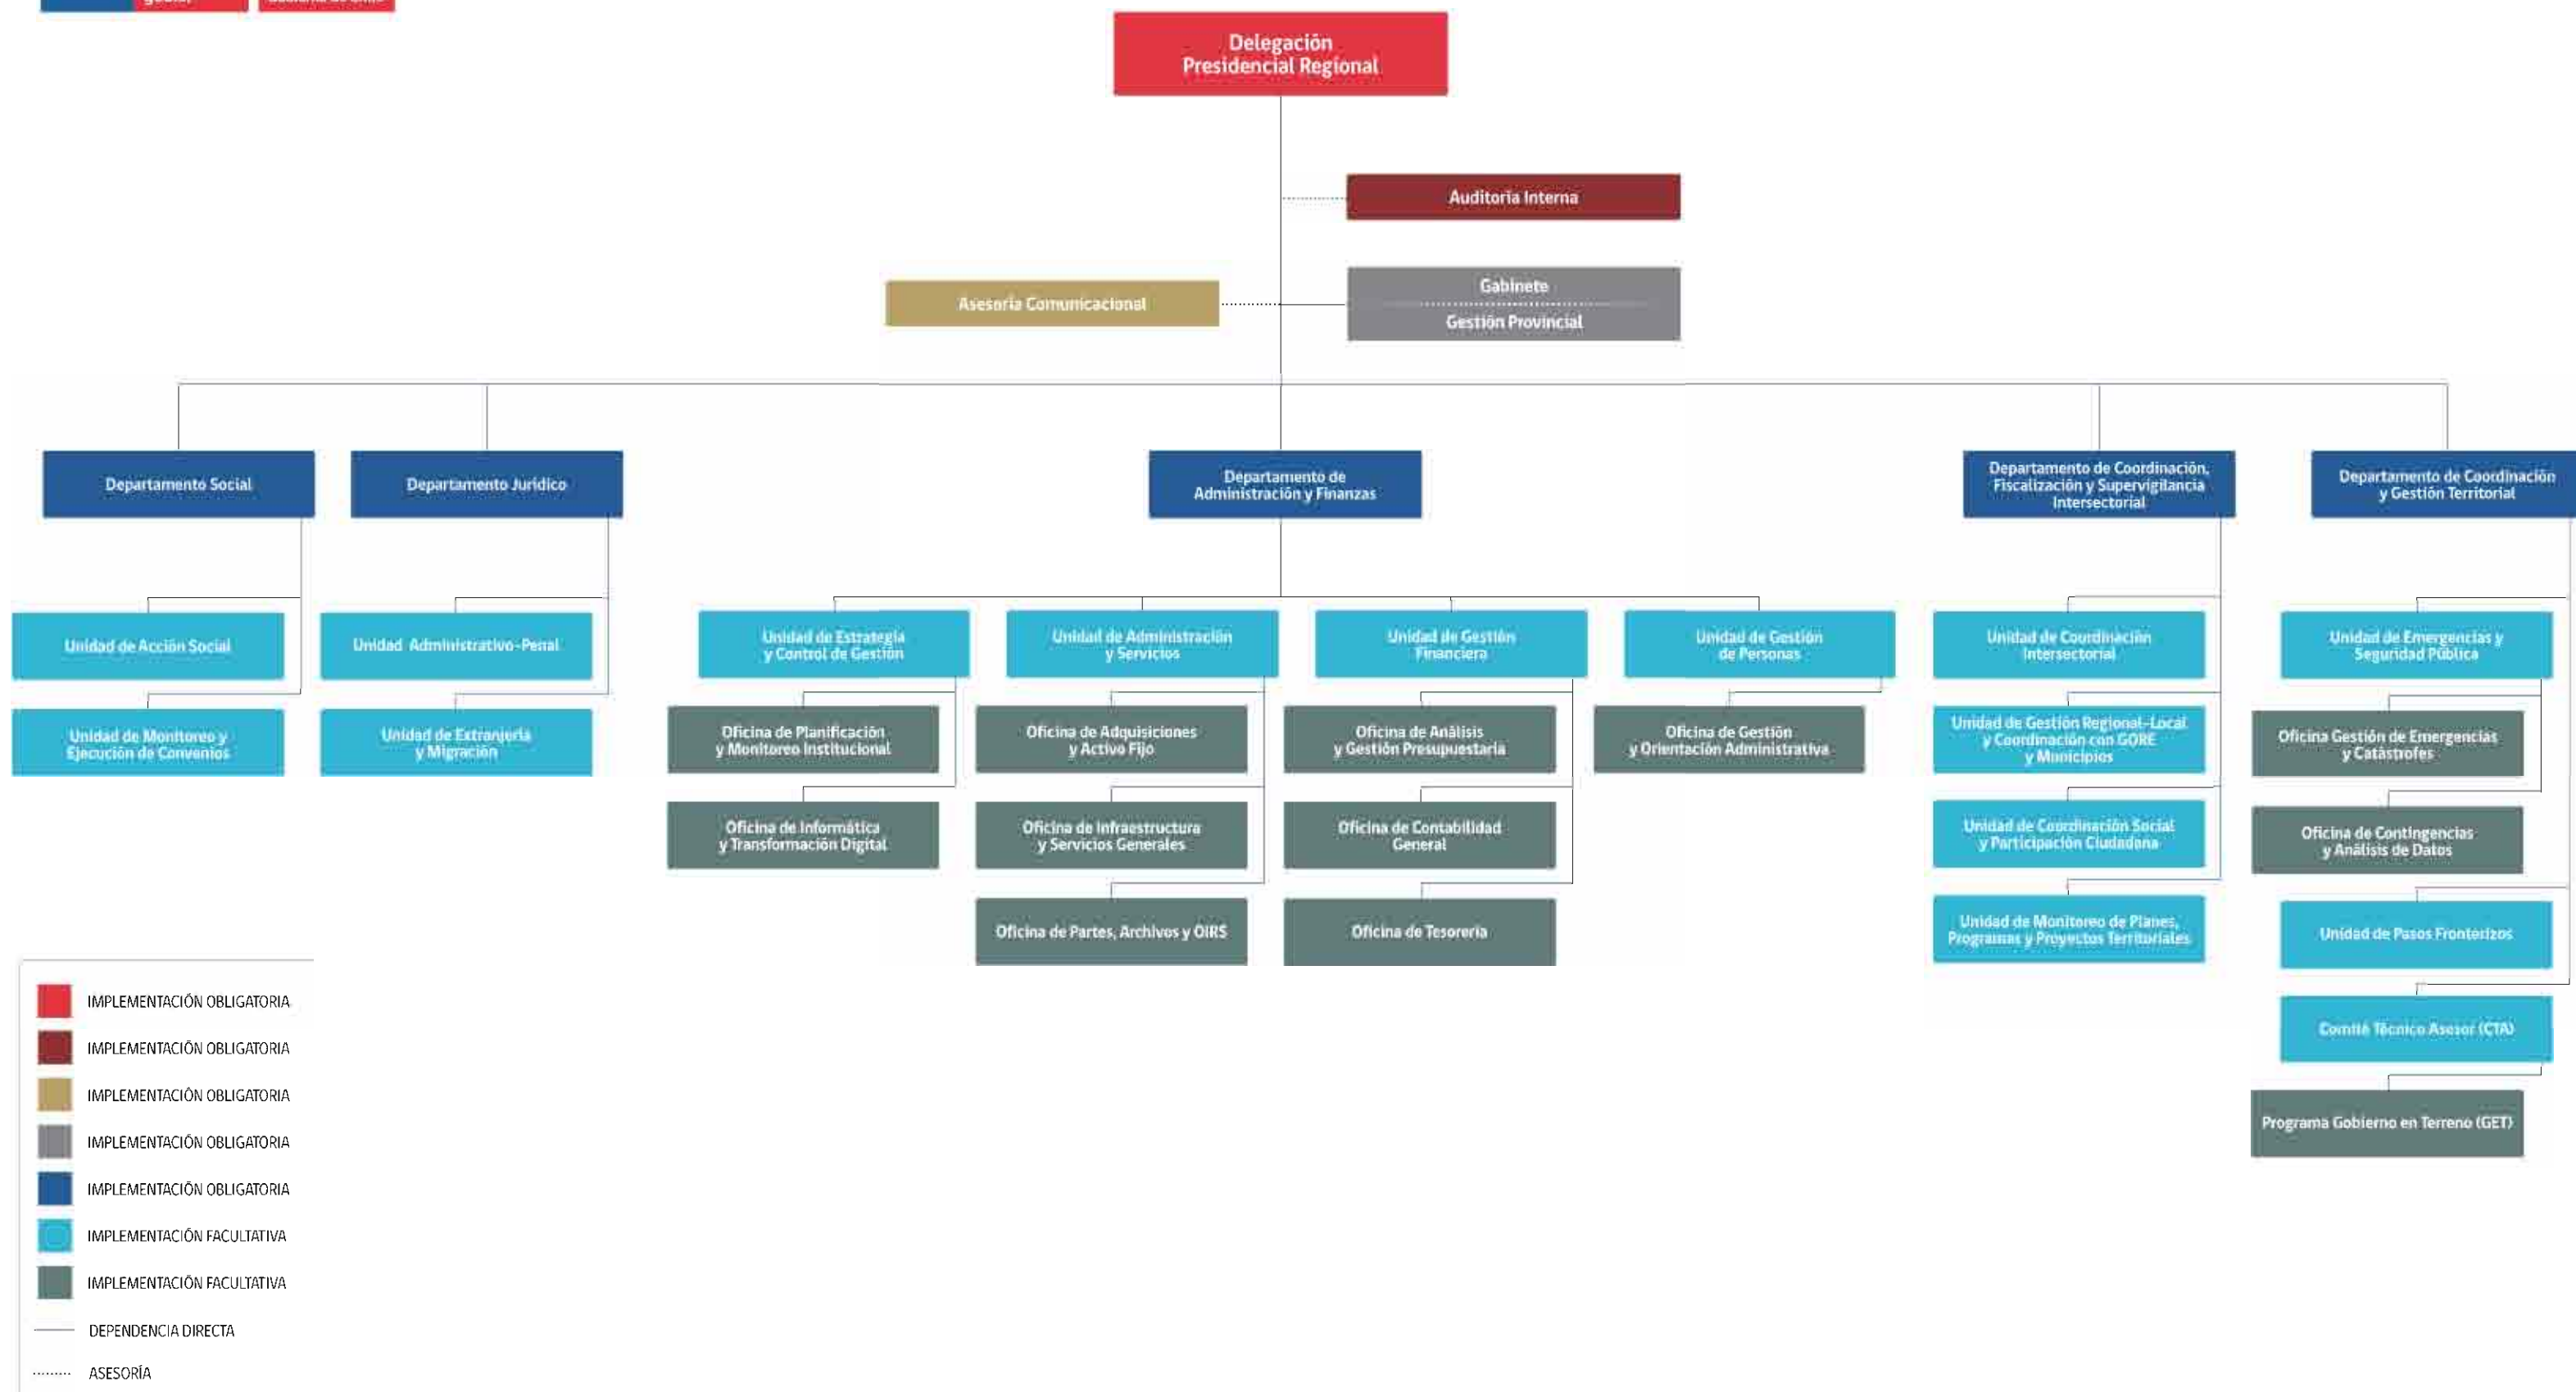 Delegación
Presidencial Regional
Auditoría Interna
Asesoría Comunicacional
Gabinete
Gestión Provincial
Departamento Social
Departamento Jurídico
Departamento de
Administración y Finanzas
Departamento de Coordinación,
Fiscalización y Supervigilancia
Intersectorial
Departamento de Coordinación
y Gestión Territorial
Unidad de Acción Social
Unidad de Monitoreo y
Ejecución de Convenios
Unidad Administrativo-Penal
Unidad de Extranjería
y Migración
Unidad de Estrategia
y Control de Gestión
Oficina de Planificación
y Monitoreo Institucional
Oficina de Informática
y Transformación Digital
Unidad de Administración
y Servicios
Oficina de Adquisiciones
y Activo Fijo
Oficina de Infraestructura
y Servicios Generales
Oficina de Partes, Archivos y OIRS
Unidad de Gestión
Financiera
Oficina de Análisis
y Gestión Presupuestaria
Oficina de Contabilidad
General
Oficina de Tesorería
Unidad de Gestión
de Personas
Oficina de Gestión
y Orientación Administrativa
Unidad de Coordinación
Intersectorial
Unidad de Gestión Regional-Local
y Coordinación con GORE
y Municipios
Unidad de Coordinación Social
y Participación Ciudadana
Unidad de Monitoreo de Planes,
Programas y Proyectos Territoriales
Unidad de Emergencias y
Seguridad Pública
Oficina Gestión de Emergencias
y Catástrofes
Oficina de Contingencias
y Análisis de Datos
Unidad de Pasos Fronterizos
Comité Técnico Asesor (CTA)
Programa Gobierno en Terreno (GET)
IMPLEMENTACIÓN OBLIGATORIA
IMPLEMENTACIÓN OBLIGATORIA
IMPLEMENTACIÓN OBLIGATORIA
IMPLEMENTACIÓN OBLIGATORIA
IMPLEMENTACIÓN OBLIGATORIA
IMPLEMENTACIÓN FACULTATIVA
IMPLEMENTACIÓN FACULTATIVA
DEPENDENCIA DIRECTA
ASESORÍA